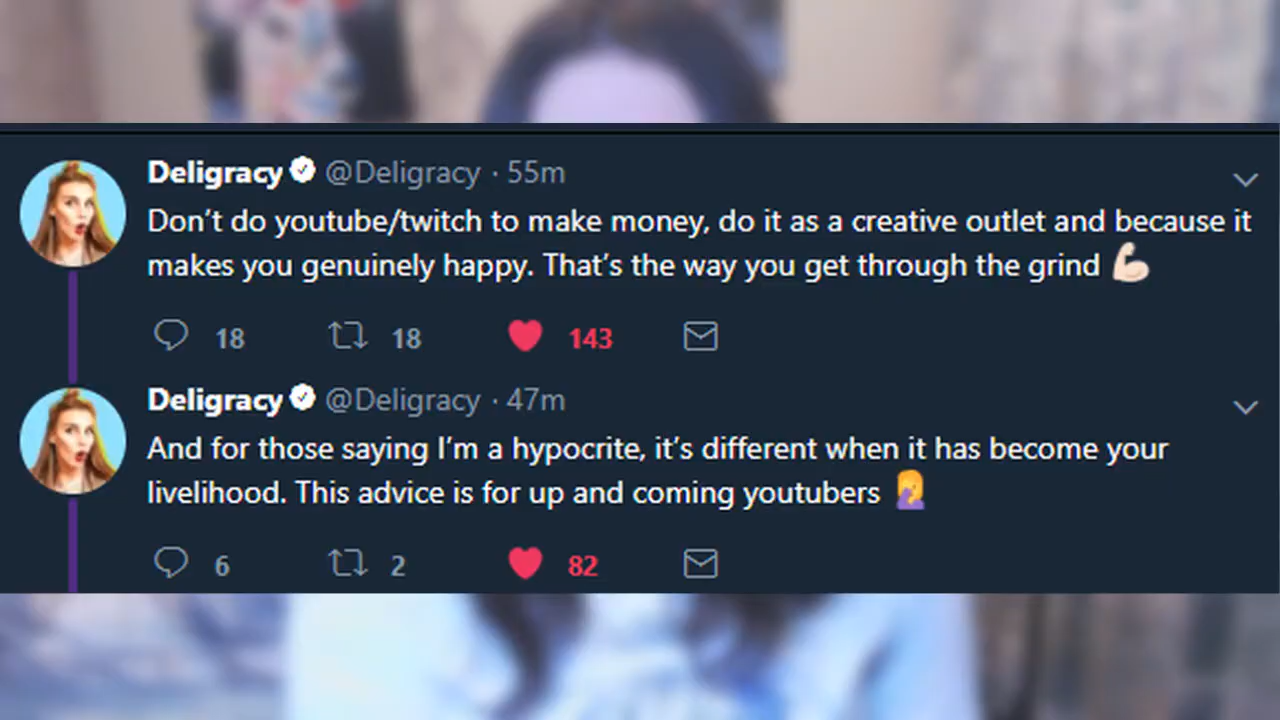 Deligracy @Deligracy · 55m
Don’t do youtube/twitch to make money, do it as a creative outlet and because it
makes you genuinely happy. That’s the way you get through the grind 💪🏻
18 18 143
Deligracy @Deligracy · 47m
And for those saying I’m a hypocrite, it’s different when it has become your
livelihood. This advice is for up and coming youtubers 🤦‍♀️
6 2 82